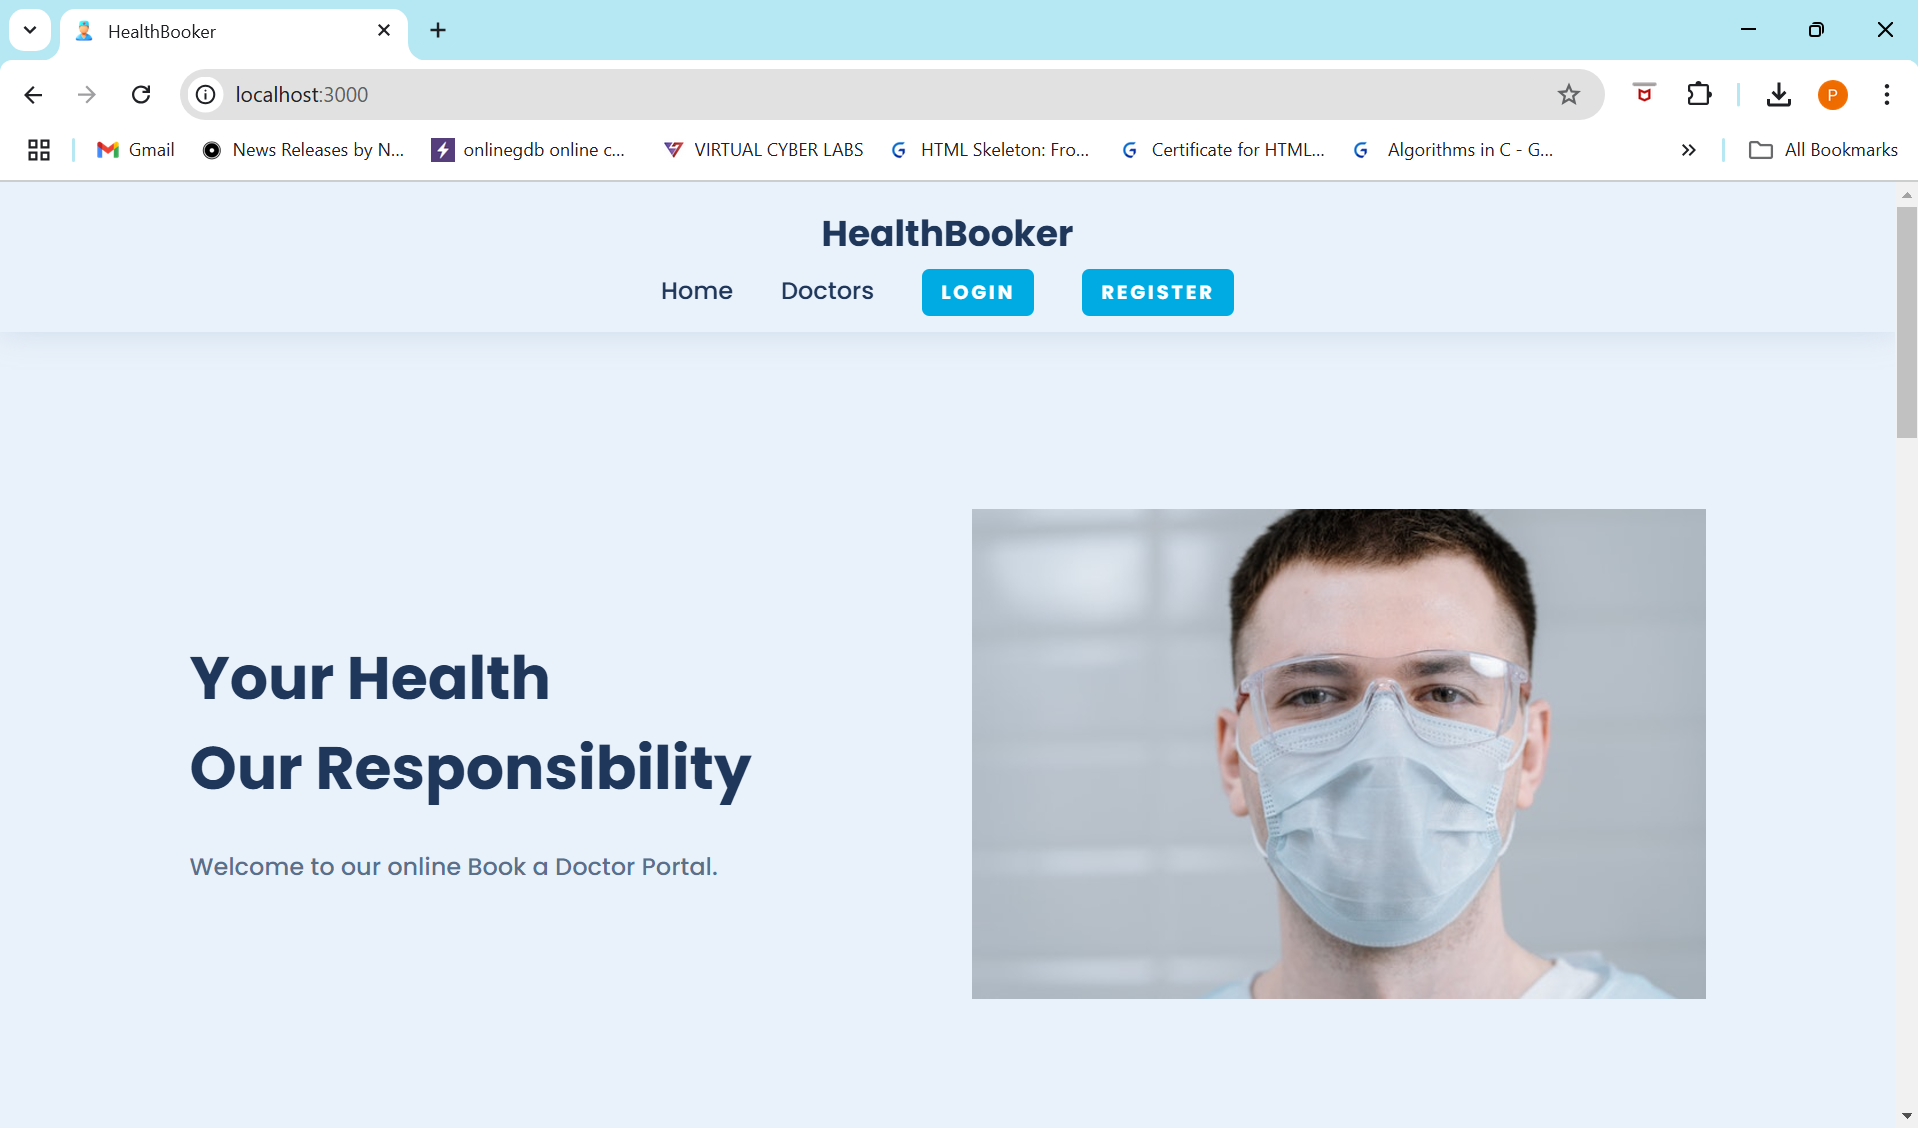 HealthBooker
localhost:3000
P
Gmail News Releases by N... onlinegdb online c... VIRTUAL CYBER LABS HTML Skeleton: Fro... Certificate for HTML... Algorithms in C - G... All Bookmarks
HealthBooker
Home Doctors LOGIN REGISTER
Your Health
Our Responsibility
Welcome to our online Book a Doctor Portal.